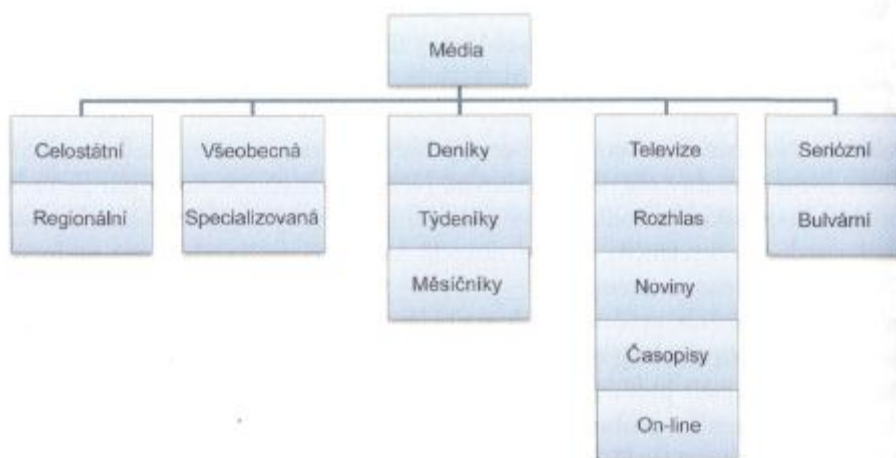 Média
Celostátní
Regionální
Všeobecná
Specializovaná
Deníky
Týdeníky
Měsíčníky
Televize
Rozhlas
Noviny
Časopisy
On-line
Seriózní
Bulvární